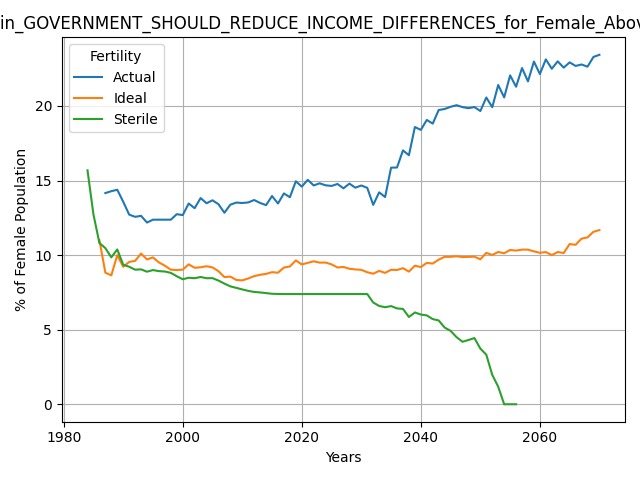 in_GOVERNMENT_SHOULD_REDUCE_INCOME_DIFFERENCES_for_Female_Abov
Fertility
Actual
Ideal
Sterile
% of Female Population
20
15
10
5
0
1980 2000 2020 2040 2060
Years